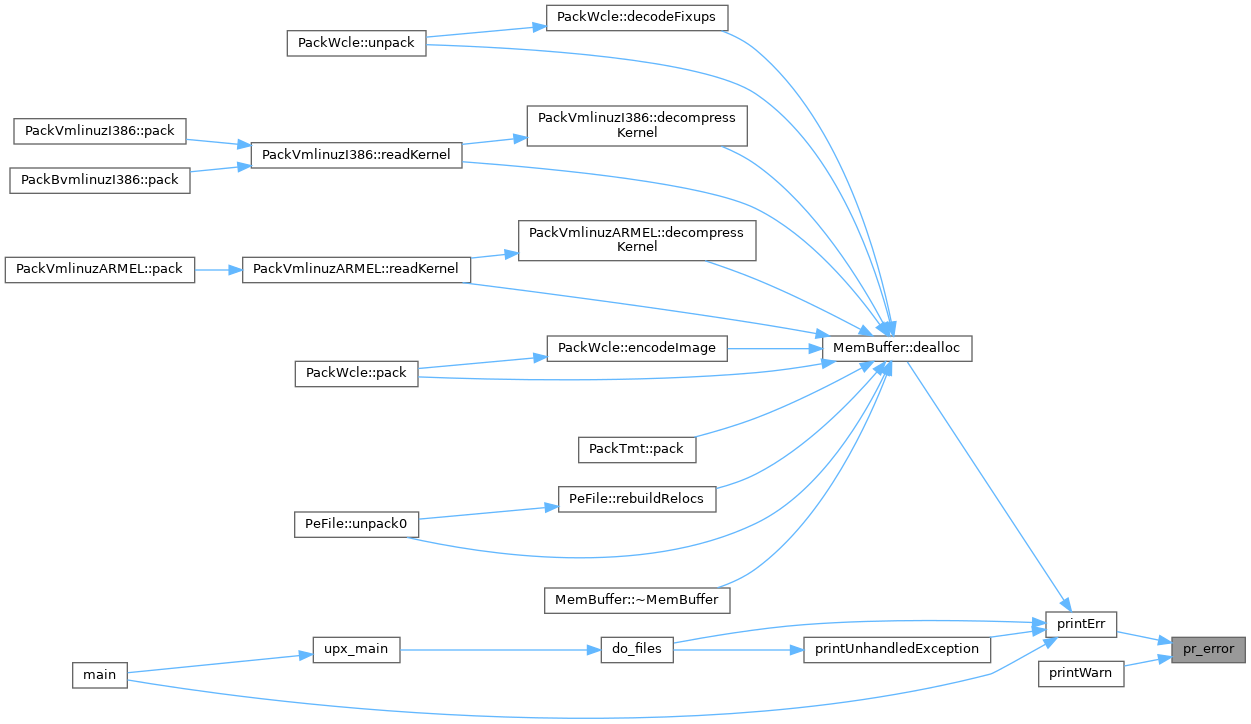 PackWcle::decodeFixups
PackWcle::unpack
PackVmlinuzI386::decompress
Kernel
PackVmlinuzI386::pack
PackVmlinuzI386::readKernel
PackBvmlinuzI386::pack
PackVmlinuzARMEL::decompress
Kernel
PackVmlinuzARMEL::pack
PackVmlinuzARMEL::readKernel
MemBuffer::dealloc
PackWcle::encodeImage
PackWcle::pack
PackTmt::pack
PeFile::rebuildRelocs
PeFile::unpack0
MemBuffer::~MemBuffer
printErr
upx_main
do_files
printUnhandledException
pr_error
main
printWarn